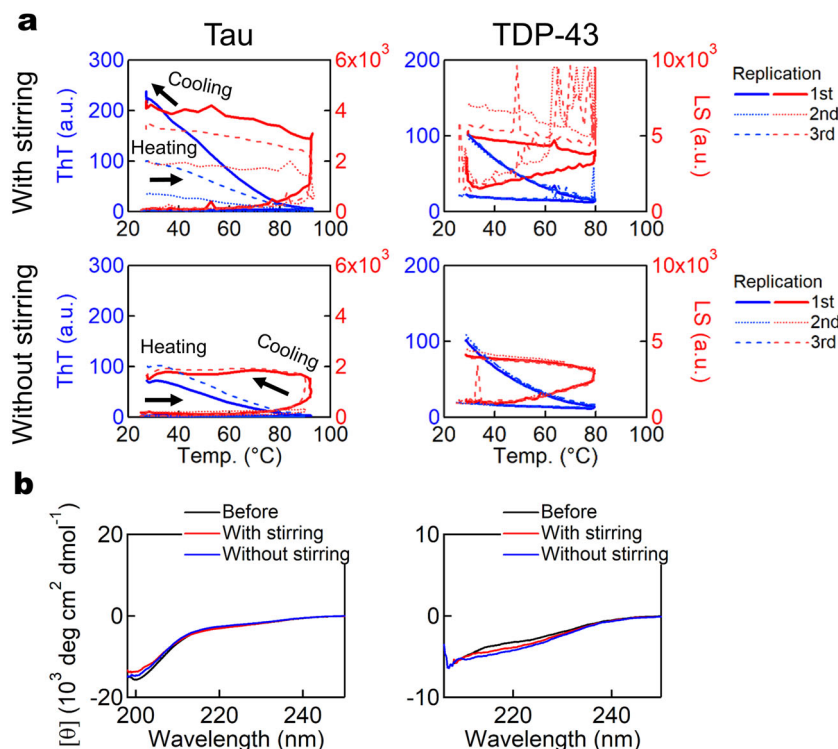 a
Tau
TDP-43
With stirring
ThT (a.u.)
300
200
100
0
6x10³
4
2
0
Cooling
Heating
20 40 60 80 100
200
100
0
10x10³
5
0
LS (a.u)
20 40 60 80 100
Replication
1st
2nd
3rd
Without stirring
ThT (a.u.)
300
200
100
0
6x10³
4
2
0
Heating
Cooling
20 40 60 80 100
Temp. (°C)
200
100
0
10x10³
5
0
LS (a.u)
20 40 60 80 100
Temp. (°C)
Replication
1st
2nd
3rd
b
[θ] (10³ deg cm² dmol⁻¹)
Before
With stirring
Without stirring
20
0
-20
200 220 240
Wavelength (nm)
Before
With stirring
Without stirring
10
0
-10
220 240
Wavelength (nm)